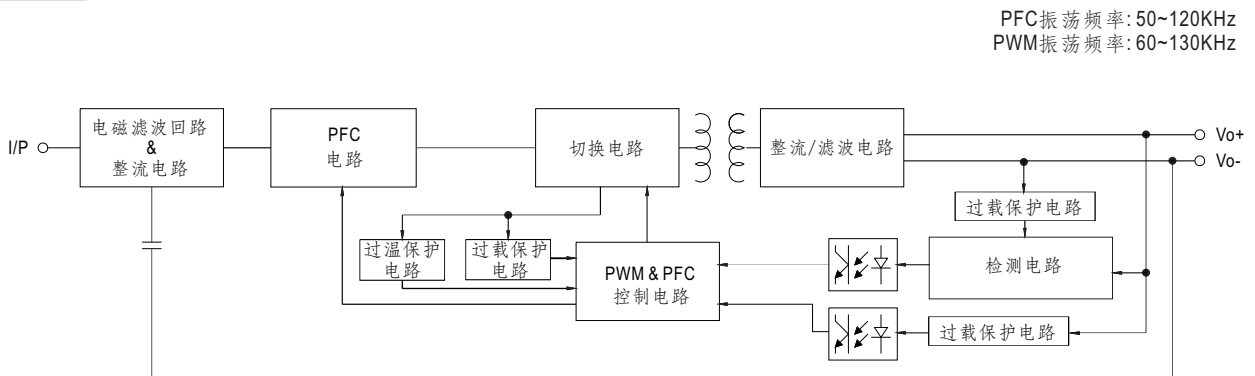 PFC振荡频率: 50~120KHz
PWM振荡频率: 60~130KHz
I/P
电磁滤波回路
&
整流电路
PFC
电路
切换电路
整流/滤波电路
Vo+
Vo-
过载保护电路
过温保护
电路
过载保护
电路
PWM & PFC
控制电路
检测电路
过载保护电路